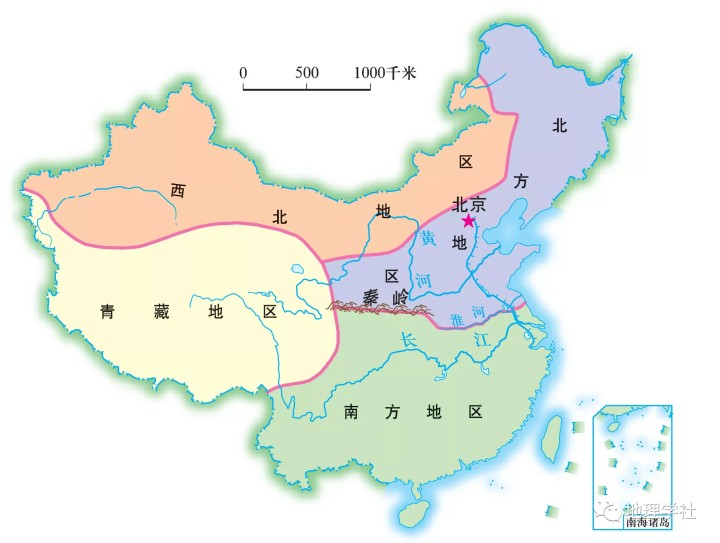 0 500 1000千米
西北地区
北方地区
北京
黄河
秦岭
淮河
青藏地区
长江
南方地区
地理学社
南海诸岛